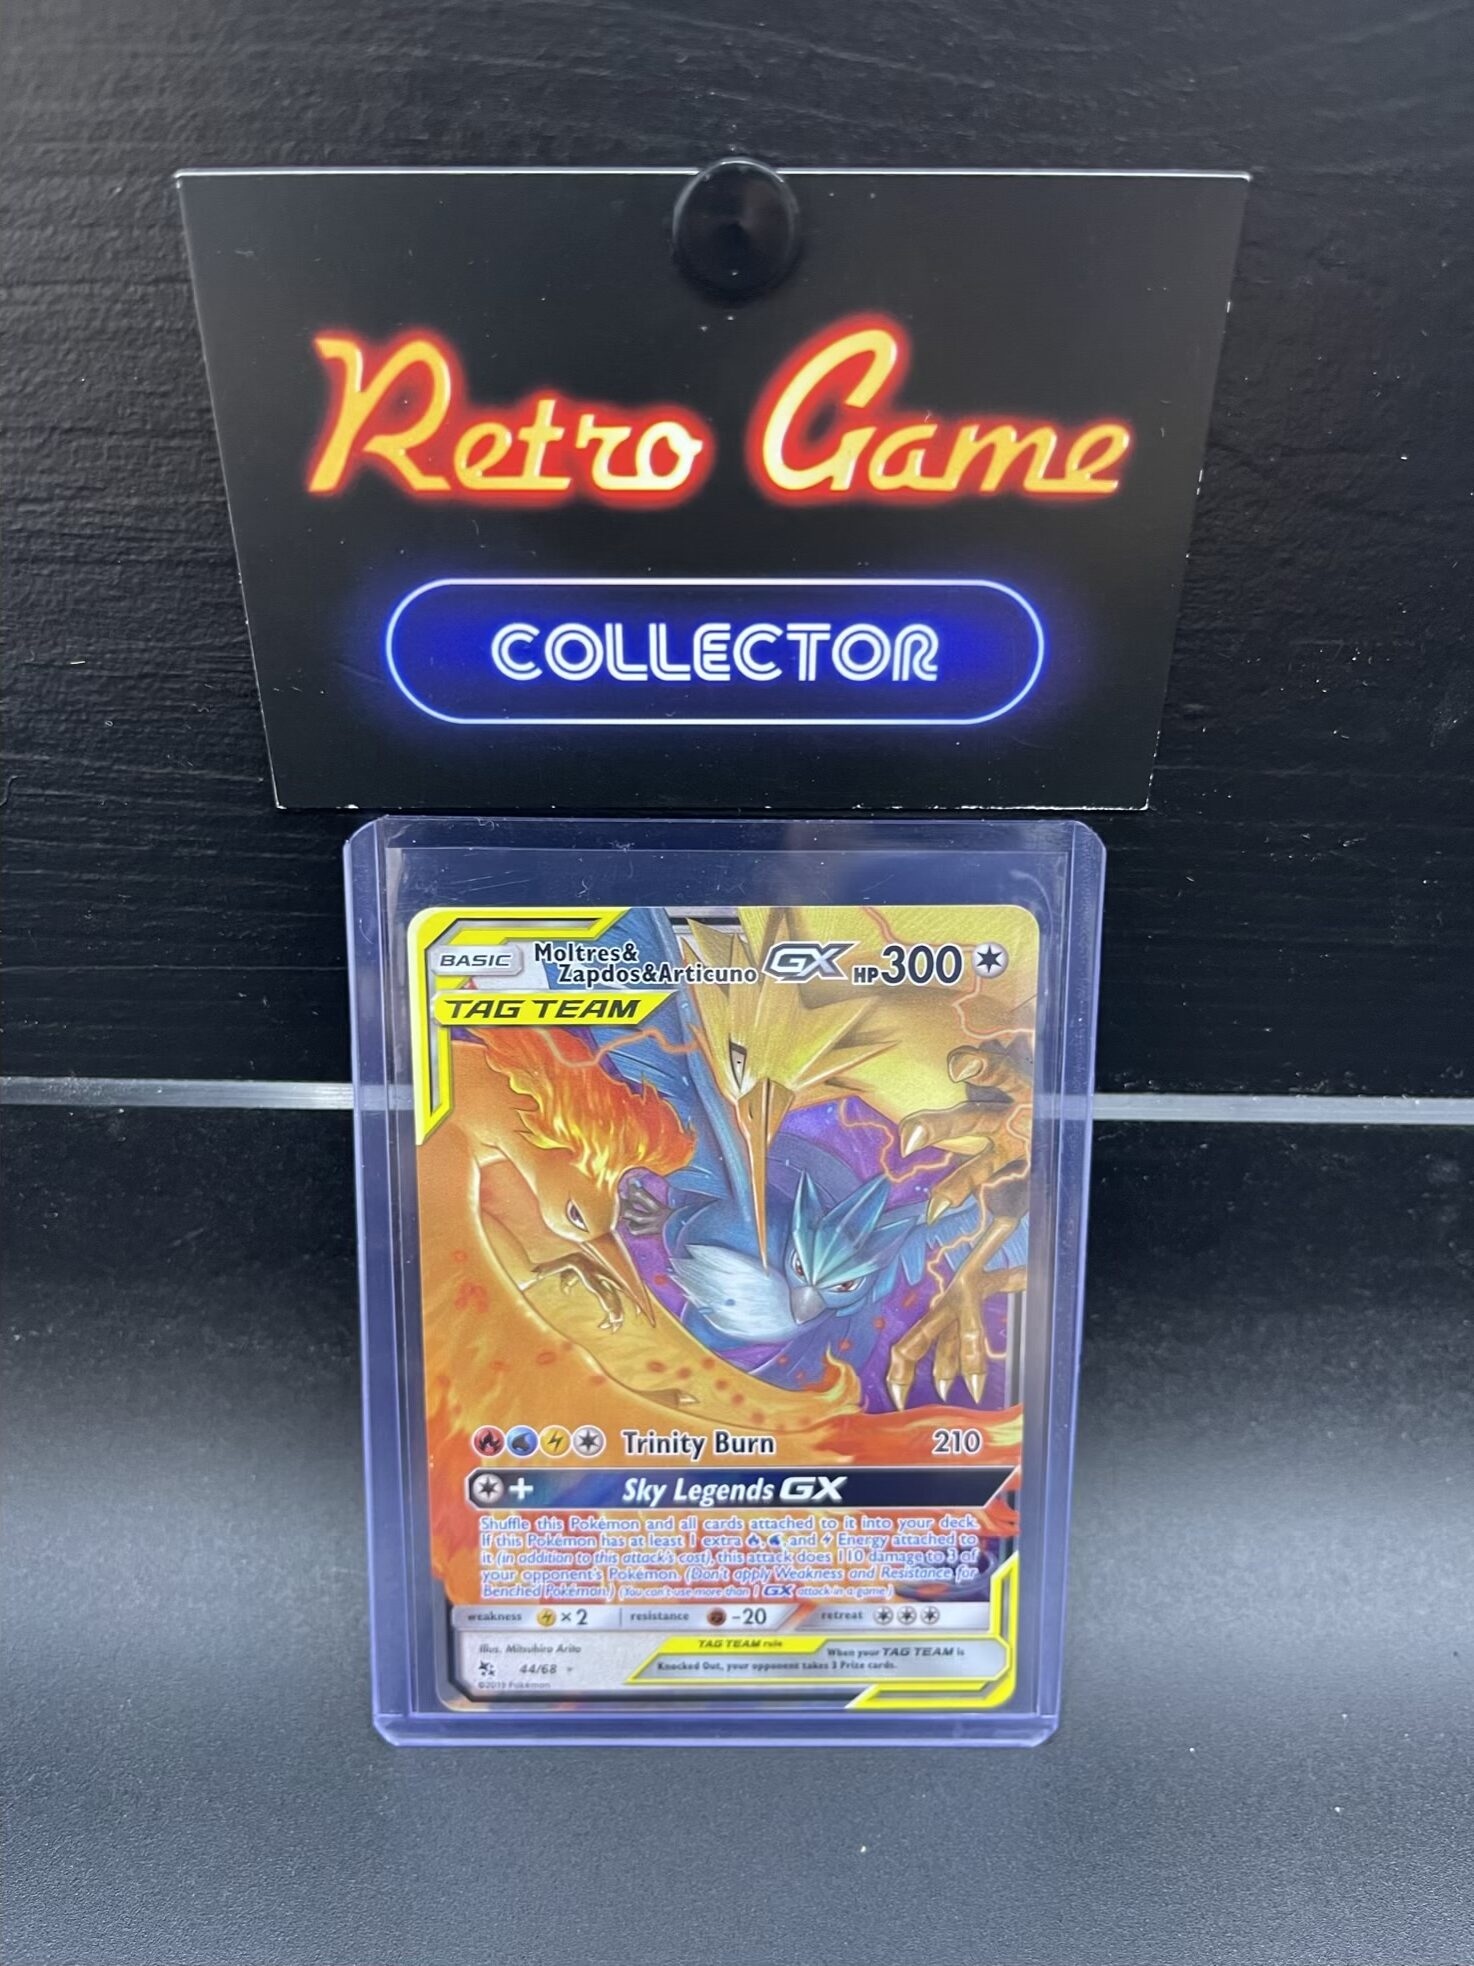 Retro Game
COLLECTOR
BASIC Moltres& Zapdos&Articuno GX HP300
TAG TEAM
Trinity Burn 210
+ Sky Legends GX
Shuffle this Pokémon and all cards attached to it into your deck.
If this Pokémon has at least 1 extra , , and Energy attached to
it (in addition to this attack's cost), this attack does 110 damage to 3 of
your opponent's Pokémon. (Don't apply Weakness and Resistance for
Benched Pokémon.) (You can't use more than 1 GX attack in a game.)
weakness ×2 resistance -20 retreat
Illus. Mitsuhiro Arita
TAG TEAM rule
When your TAG TEAM is
Knocked Out, your opponent takes 3 Prize cards.
44/68
©2019 Pokémon